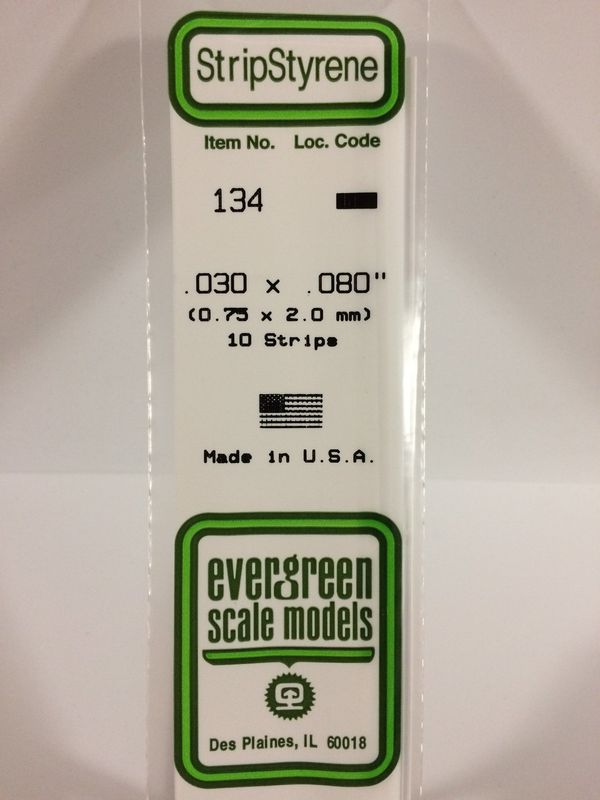 StripStyrene
Item No. Loc. Code
134
.030 x .080"
(0.75 x 2.0 mm)
10 Strips
Made in U.S.A.
evergreen
scale models
Des Plaines, IL 60018